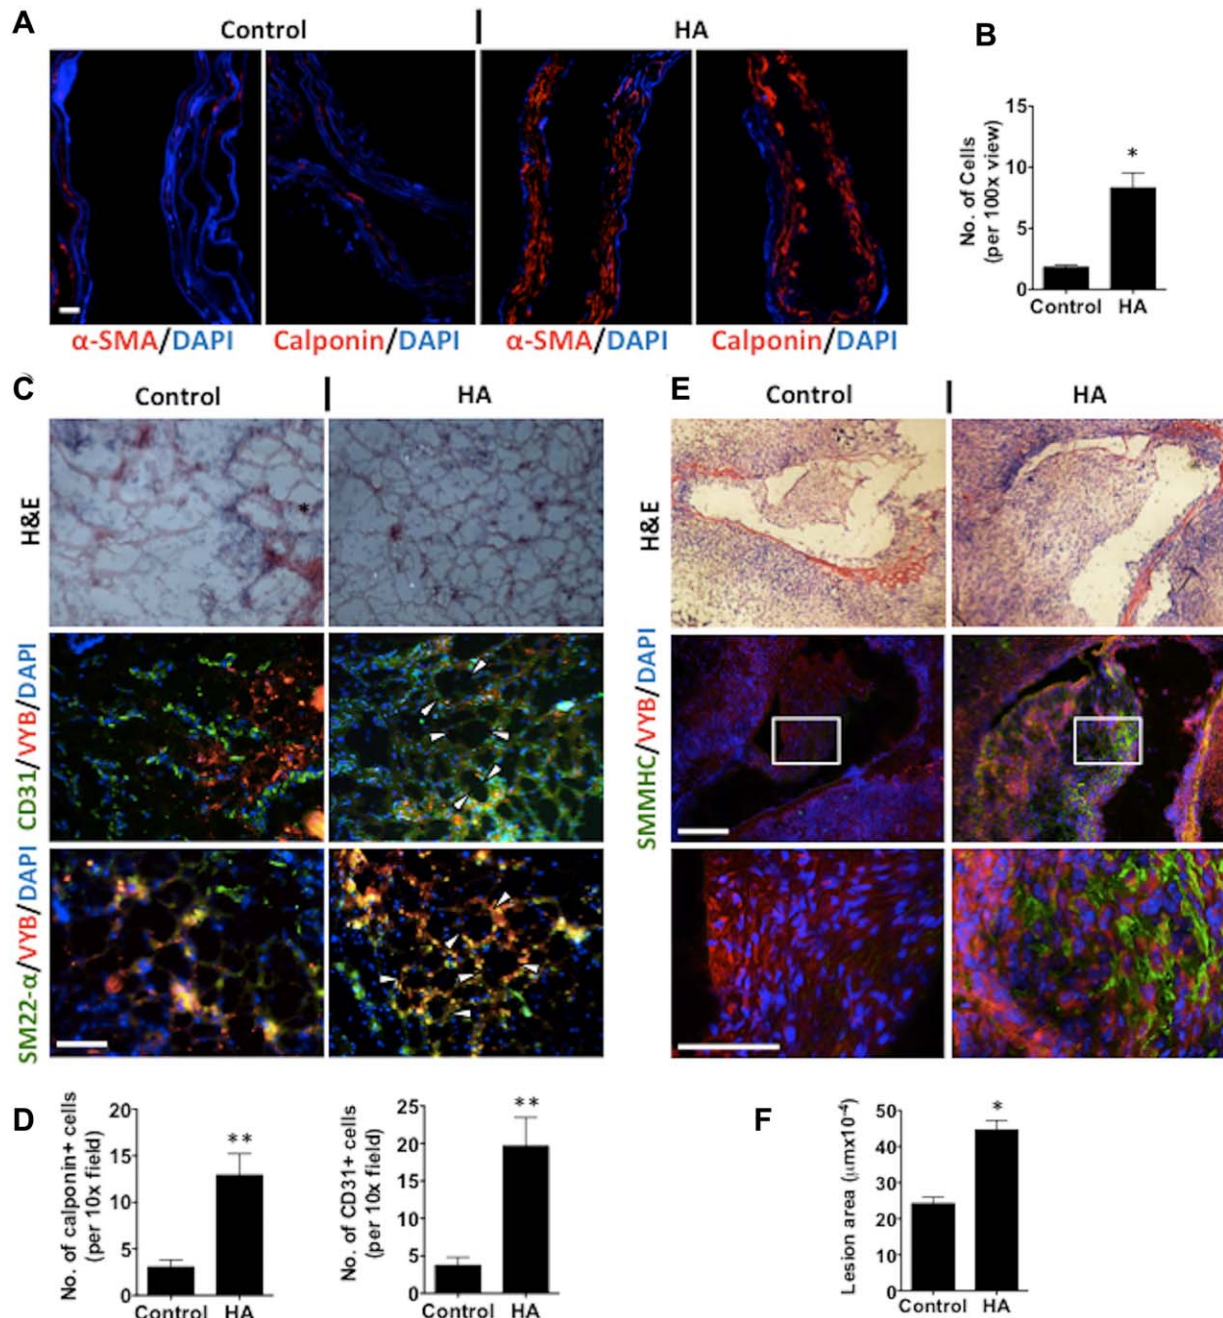 A
Control | HA
α-SMA/DAPI
Calponin/DAPI
α-SMA/DAPI
Calponin/DAPI
B
No. of Cells
(per 100x view)
15
10
5
0
*
Control HA
C
Control | HA
H&E
*
CD31/VYB/DAPI
SM22-α/VYB/DAPI
E
Control | HA
H&E
SMMHC/VYB/DAPI
D
No. of calponin+ cells
(per 10x field)
20
15
10
5
0
**
Control HA
No. of CD31+ cells
(per 10x field)
25
20
15
10
5
0
**
Control HA
F
Lesion area (μmx10-4)
50
40
30
20
10
0
*
Control HA